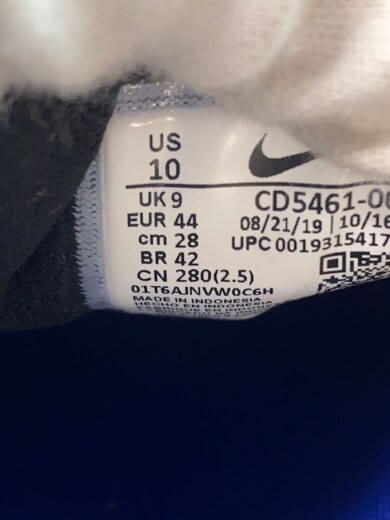 US
10
UK 9
EUR 44
cm 28
BR 42
CN 280(2.5)
01T6AJNVW0C6H
MADE IN INDONESIA
HECHO EN INDONESIA
CD5461-00
08/21/19 | 10/16
UPC 0019315417